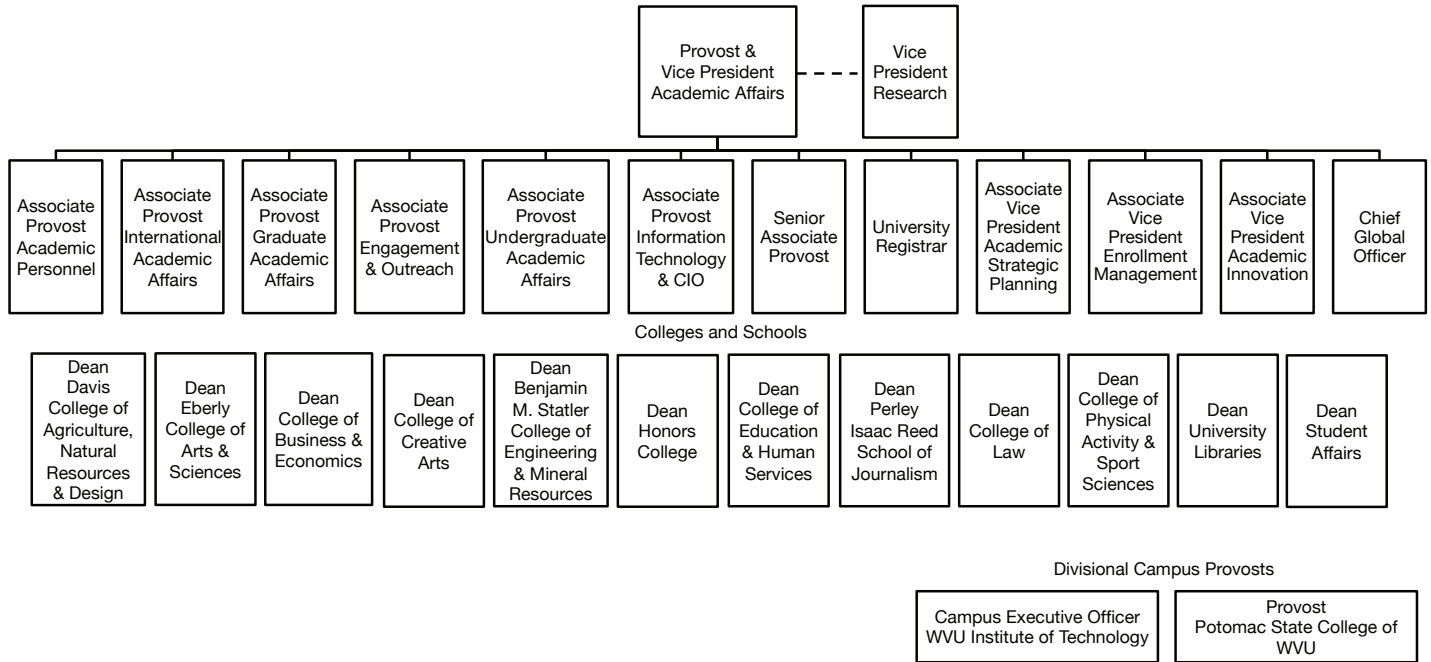 Provost &
Vice President
Academic Affairs
Vice
President
Research
Associate
Provost
Academic
Personnel
Associate
Provost
International
Academic
Affairs
Associate
Provost
Graduate
Academic
Affairs
Associate
Provost
Engagement
& Outreach
Associate
Provost
Undergraduate
Academic
Affairs
Associate
Provost
Information
Technology
& CIO
Senior
Associate
Provost
University
Registrar
Associate
Vice
President
Academic
Strategic
Planning
Associate
Vice
President
Enrollment
Management
Associate
Vice
President
Academic
Innovation
Chief
Global
Officer
Colleges and Schools
Dean
Davis
College of
Agriculture,
Natural
Resources
& Design
Dean
Eberly
College of
Arts &
Sciences
Dean
College of
Business &
Economics
Dean
College of
Creative
Arts
Dean
Benjamin
M. Statler
College of
Engineering
& Mineral
Resources
Dean
Honors
College
Dean
College of
Education
& Human
Services
Dean
Perley
Isaac Reed
School of
Journalism
Dean
College of
Law
Dean
College of
Physical
Activity &
Sport
Sciences
Dean
University
Libraries
Dean
Student
Affairs
Divisional Campus Provosts
Campus Executive Officer
WVU Institute of Technology
Provost
Potomac State College of
WVU